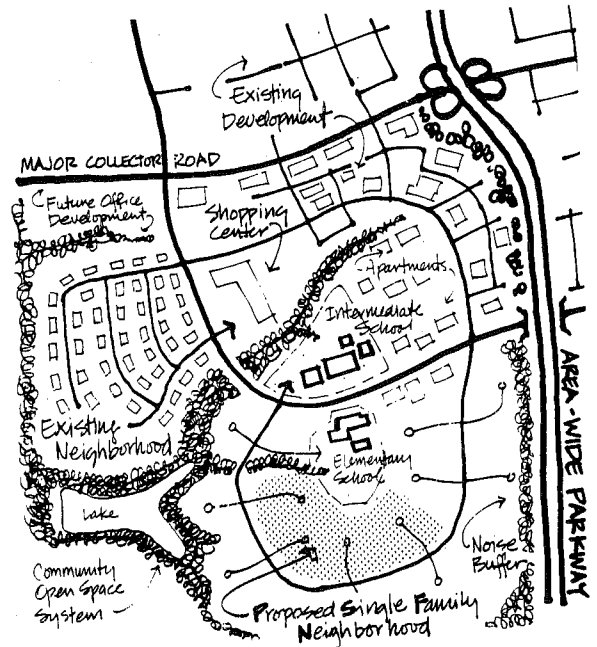 Existing
Development
MAJOR COLLECTOR ROAD
Future Office
Development
Shopping
Center
Apartments
Intermediate
School
Existing
Neighborhood
Elementary
School
AREA-WIDE PARKWAY
Lake
Noise
Buffer
Community
Open Space
System
Proposed Single Family
Neighborhood